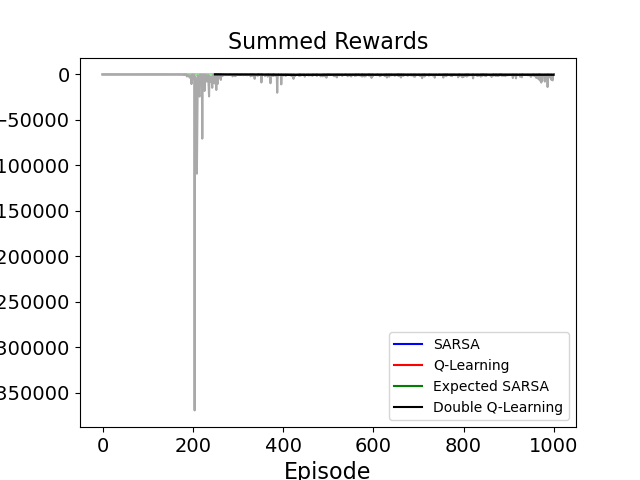 Summed Rewards
0
−50000
100000
150000
200000
250000
300000
350000
0 200 400 600 800 1000
Episode
SARSA
Q-Learning
Expected SARSA
Double Q-Learning